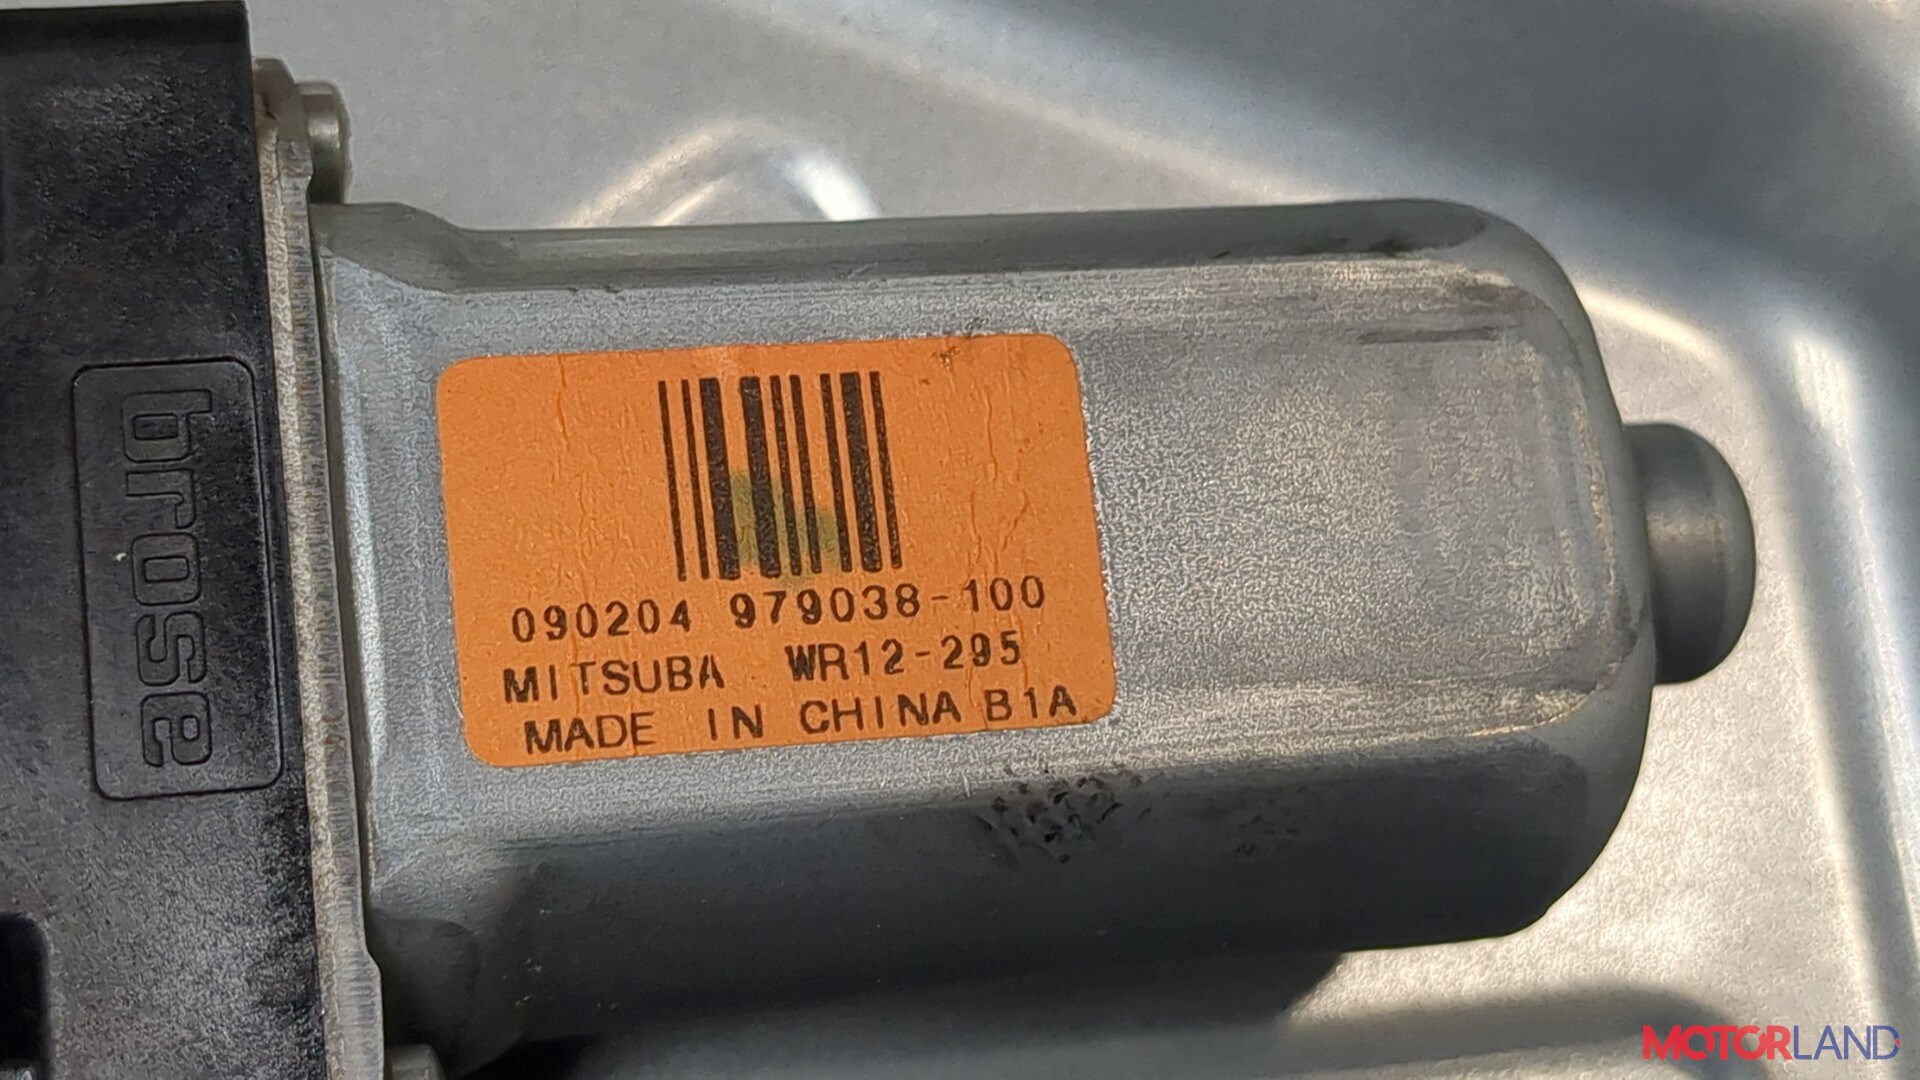 brose
090204 979038-100
MITSUBA WR12-295
MADE IN CHINA B1A
MOTORLAND